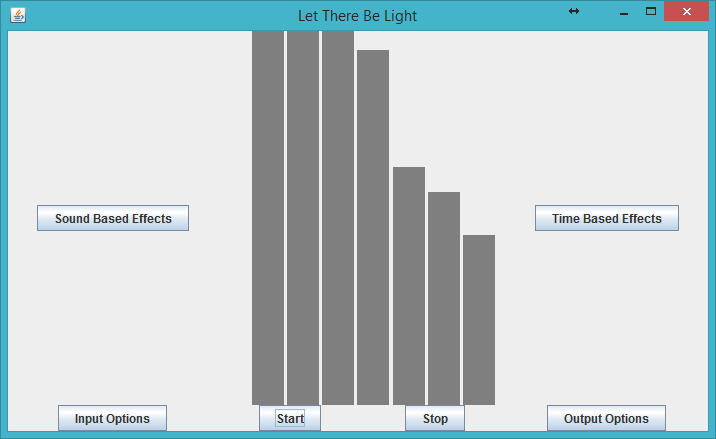 Let There Be Light
Sound Based Effects
Time Based Effects
Input Options
Start
Stop
Output Options